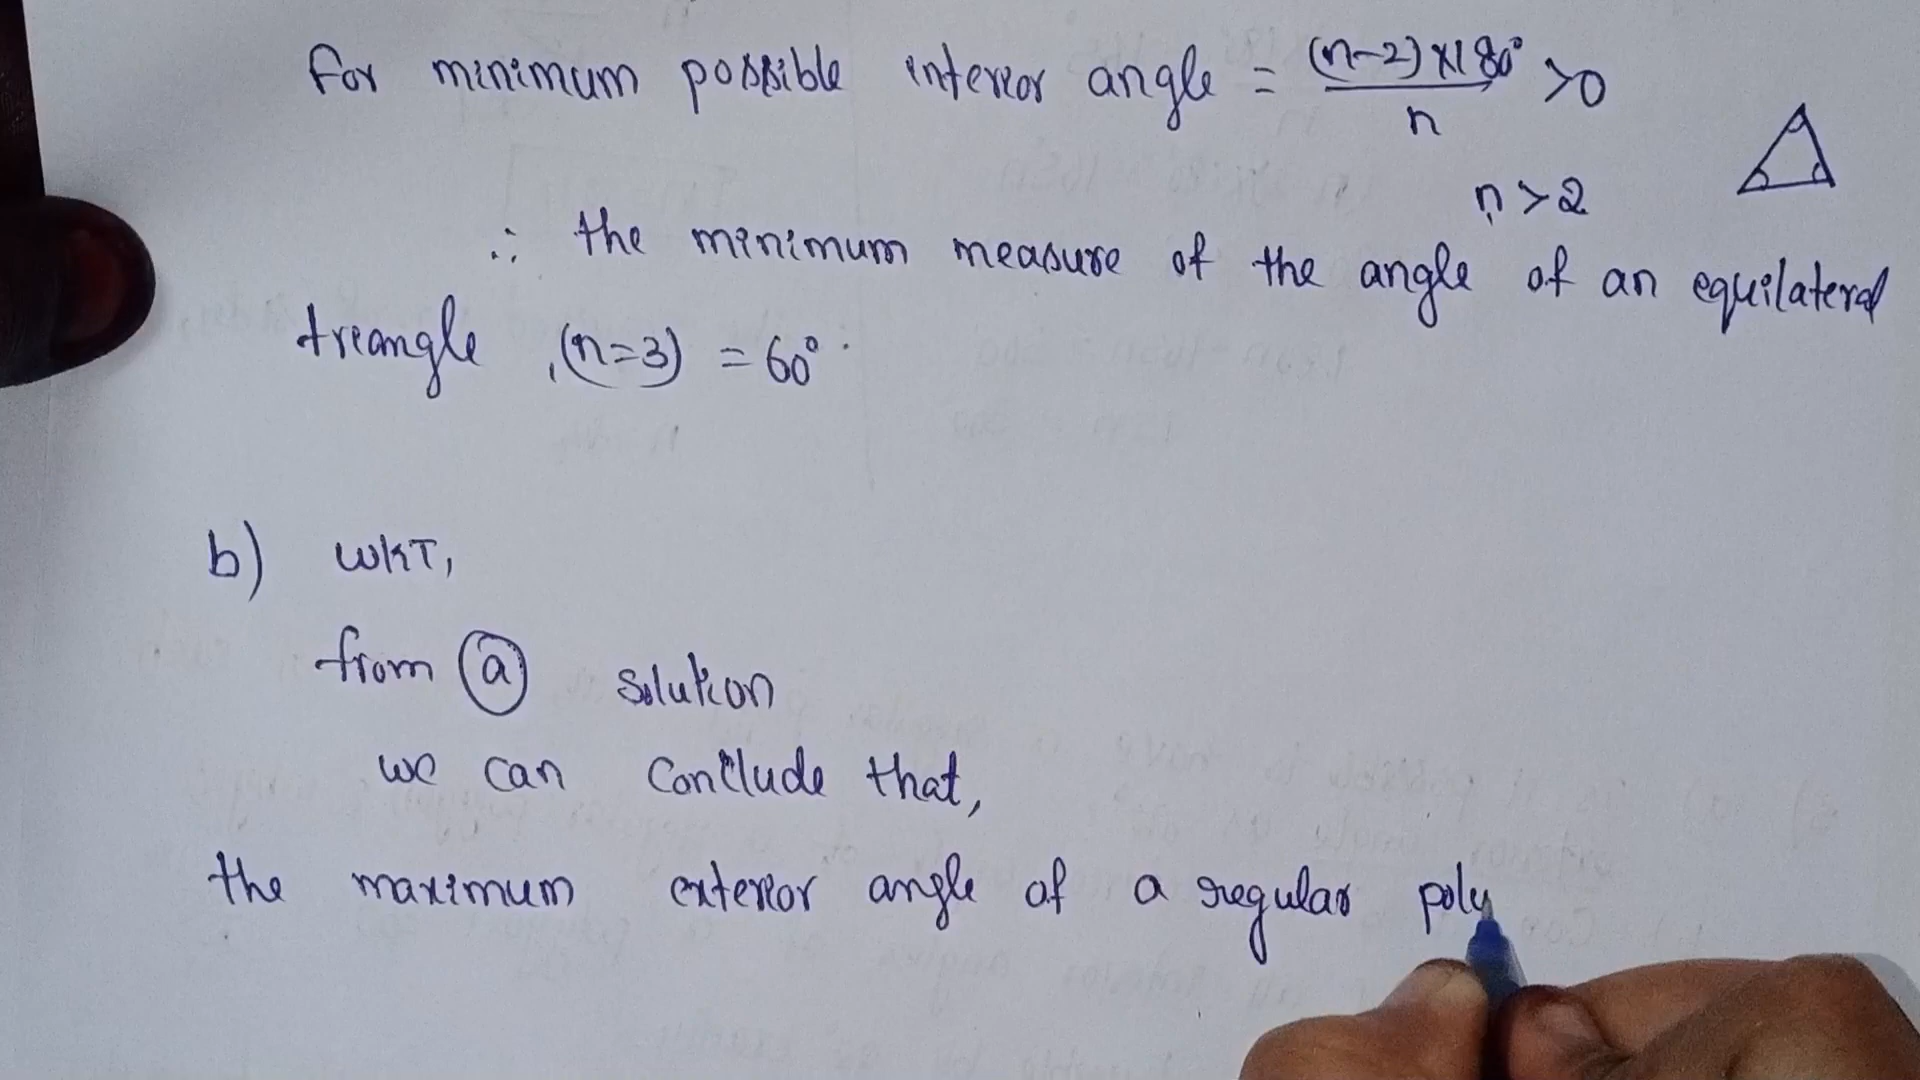 For minimum possible interior angle = (n-2)×180° / n >0
n > 2
∴ the minimum measure of the angle of an equilateral
triangle, (n=3) = 60°.
b) WKT,
from (a) solution
we can conclude that,
the maximum exterior angle of a regular poly